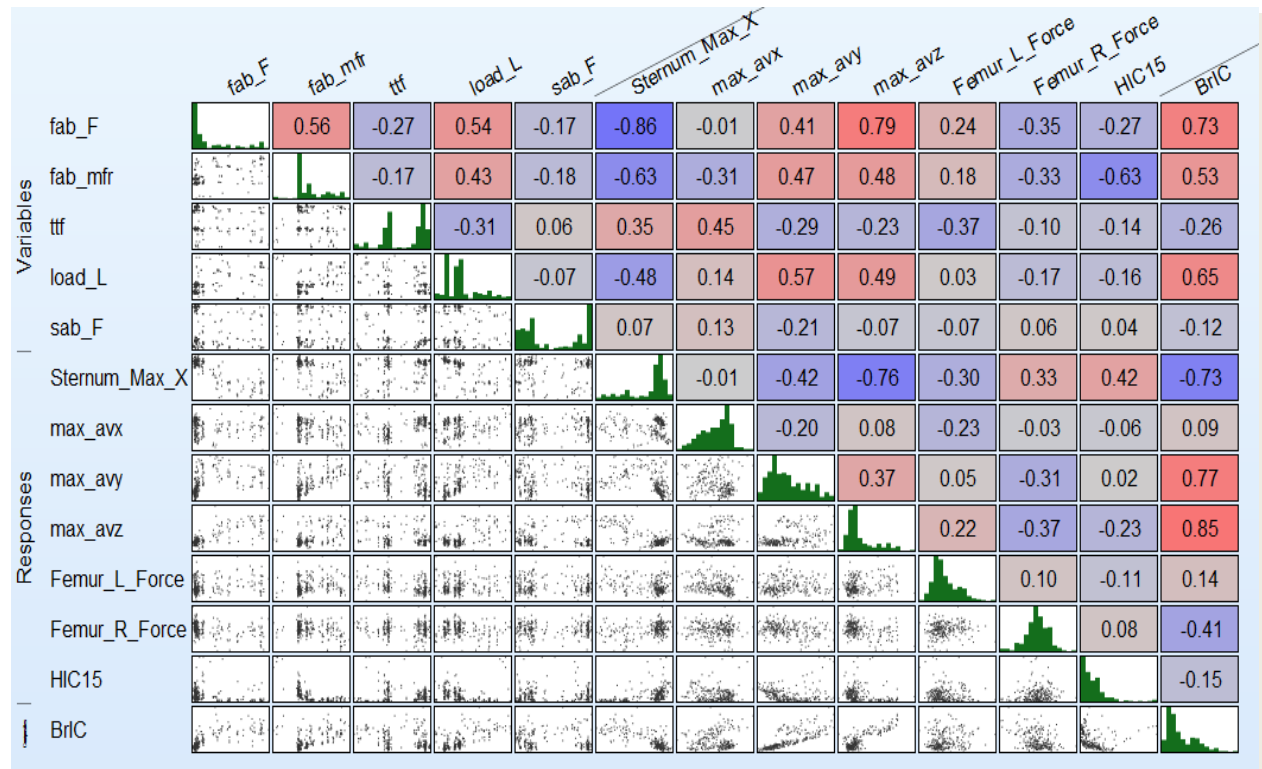 fab_F fab_mfr ttf load_L sab_F Sternum_Max_X max_avx max_avy max_avz Femur_L_Force Femur_R_Force HIC15 BrIC
Variables
fab_F 0.56 -0.27 0.54 -0.17 -0.86 -0.01 0.41 0.79 0.24 -0.35 -0.27 0.73
fab_mfr -0.17 0.43 -0.18 -0.63 -0.31 0.47 0.48 0.18 -0.33 -0.63 0.53
ttf -0.31 0.06 0.35 0.45 -0.29 -0.23 -0.37 -0.10 -0.14 -0.26
load_L -0.07 -0.48 0.14 0.57 0.49 0.03 -0.17 -0.16 0.65
sab_F 0.07 0.13 -0.21 -0.07 -0.07 0.06 0.04 -0.12
Responses
Sternum_Max_X -0.01 -0.42 -0.76 -0.30 0.33 0.42 -0.73
max_avx -0.20 0.08 -0.23 -0.03 -0.06 0.09
max_avy 0.37 0.05 -0.31 0.02 0.77
max_avz 0.22 -0.37 -0.23 0.85
Femur_L_Force 0.10 -0.11 0.14
Femur_R_Force 0.08 -0.41
HIC15 -0.15
BrIC